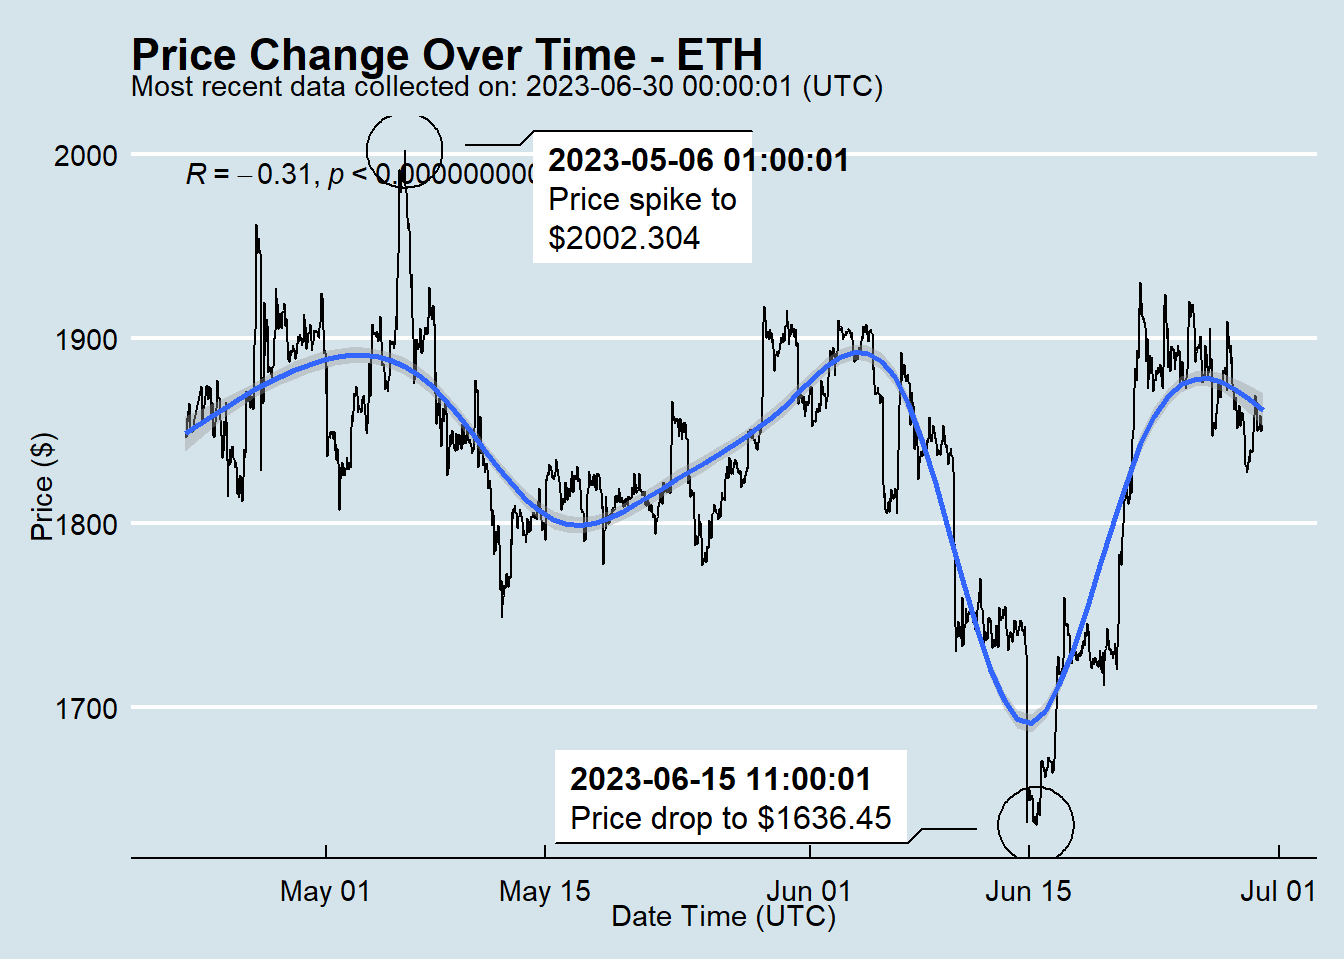 Price Change Over Time - ETH
Most recent data collected on: 2023-06-30 00:00:01 (UTC)
2023-05-06 01:00:01
Price spike to
$2002.304
R = −0.31, p < 0.000000000
2000
1900
1800
1700
Price ($)
2023-06-15 11:00:01
Price drop to $1636.45
May 01
May 15
Jun 01
Jun 15
Jul 01
Date Time (UTC)